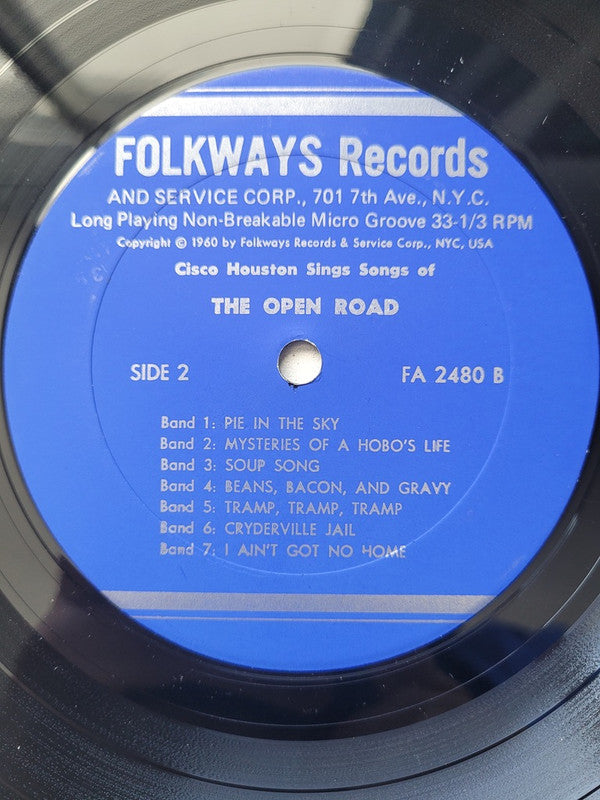 FOLKWAYS Records
AND SERVICE CORP., 701 7th Ave., N.Y.C.
Long Playing Non-Breakable Micro Groove 33-1/3 RPM
Copyright © 1960 by Folkways Records & Service Corp., NYC, USA
Cisco Houston Sings Songs of
THE OPEN ROAD
SIDE 2 FA 2480 B
Band 1: PIE IN THE SKY
Band 2: MYSTERIES OF A HOBO'S LIFE
Band 3: SOUP SONG
Band 4: BEANS, BACON, AND GRAVY
Band 5: TRAMP, TRAMP, TRAMP
Band 6: CRYDERVILLE JAIL
Band 7: I AIN'T GOT NO HOME